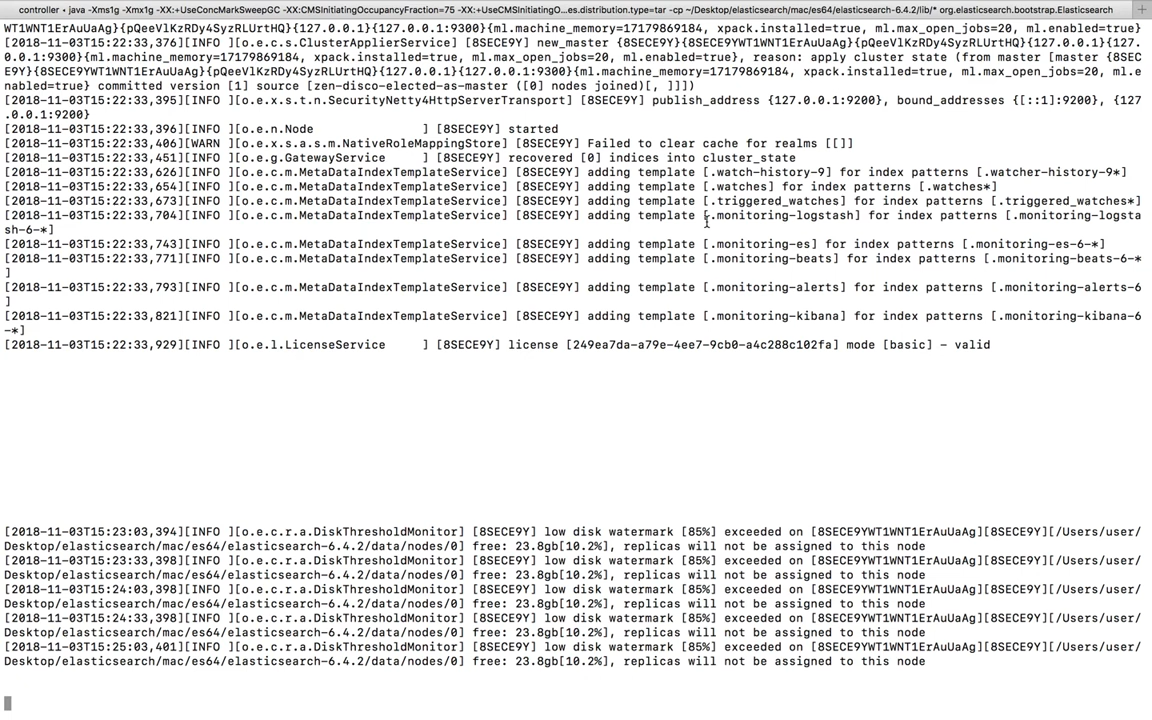 controller • java -Xms1g -Xmx1g -XX:+UseConcMarkSweepGC -XX:CMSInitiatingOccupancyFraction=75 -XX:+UseCMSInitiatingO...es.distribution.type=tar -cp ~/Desktop/elasticsearch/mac/es64/elasticsearch-6.4.2/lib/* org.elasticsearch.bootstrap.Elasticsearch
WT1WNT1ErAuUaAg}{pQeeVlKzRDy4SyzRLUrtHQ}{127.0.0.1}{127.0.0.1:9300}{ml.machine_memory=17179869184, xpack.installed=true, ml.max_open_jobs=20, ml.enabled=true}
[2018-11-03T15:22:33,376][INFO ][o.e.c.s.ClusterApplierService] [8SECE9Y] new_master {8SECE9Y}{8SECE9YWT1WNT1ErAuUaAg}{pQeeVlKzRDy4SyzRLUrtHQ}{127.0.0.1}{127.0.0.1:9300}{ml.machine_memory=17179869184, xpack.installed=true, ml.max_open_jobs=20, ml.enabled=true}, reason: apply cluster state (from master [master {8SEC
E9Y}{8SECE9YWT1WNT1ErAuUaAg}{pQeeVlKzRDy4SyzRLUrtHQ}{127.0.0.1}{127.0.0.1:9300}{ml.machine_memory=17179869184, xpack.installed=true, ml.max_open_jobs=20, ml.e
nabled=true} committed version [1] source [zen-disco-elected-as-master ([0] nodes joined)[, ]]])
[2018-11-03T15:22:33,395][INFO ][o.e.x.s.t.n.SecurityNetty4HttpServerTransport] [8SECE9Y] publish_address {127.0.0.1:9200}, bound_addresses {[::1]:9200}, {127
.0.0.1:9200}
[2018-11-03T15:22:33,396][INFO ][o.e.n.Node ] [8SECE9Y] started
[2018-11-03T15:22:33,406][WARN ][o.e.x.s.a.s.m.NativeRoleMappingStore] [8SECE9Y] Failed to clear cache for realms [[]]
[2018-11-03T15:22:33,451][INFO ][o.e.g.GatewayService ] [8SECE9Y] recovered [0] indices into cluster_state
[2018-11-03T15:22:33,626][INFO ][o.e.c.m.MetaDataIndexTemplateService] [8SECE9Y] adding template [.watch-history-9] for index patterns [.watcher-history-9*]
[2018-11-03T15:22:33,654][INFO ][o.e.c.m.MetaDataIndexTemplateService] [8SECE9Y] adding template [.watches] for index patterns [.watches*]
[2018-11-03T15:22:33,673][INFO ][o.e.c.m.MetaDataIndexTemplateService] [8SECE9Y] adding template [.triggered_watches] for index patterns [.triggered_watches*]
[2018-11-03T15:22:33,704][INFO ][o.e.c.m.MetaDataIndexTemplateService] [8SECE9Y] adding template [.monitoring-logstash] for index patterns [.monitoring-logsta
sh-6-*]
[2018-11-03T15:22:33,743][INFO ][o.e.c.m.MetaDataIndexTemplateService] [8SECE9Y] adding template [.monitoring-es] for index patterns [.monitoring-es-6-*]
[2018-11-03T15:22:33,771][INFO ][o.e.c.m.MetaDataIndexTemplateService] [8SECE9Y] adding template [.monitoring-beats] for index patterns [.monitoring-beats-6-*
]
[2018-11-03T15:22:33,793][INFO ][o.e.c.m.MetaDataIndexTemplateService] [8SECE9Y] adding template [.monitoring-alerts] for index patterns [.monitoring-alerts-6
]
[2018-11-03T15:22:33,821][INFO ][o.e.c.m.MetaDataIndexTemplateService] [8SECE9Y] adding template [.monitoring-kibana] for index patterns [.monitoring-kibana-6
-*]
[2018-11-03T15:22:33,929][INFO ][o.e.l.LicenseService ] [8SECE9Y] license [249ea7da-a79e-4ee7-9cb0-a4c288c102fa] mode [basic] - valid
[2018-11-03T15:23:03,394][INFO ][o.e.c.r.a.DiskThresholdMonitor] [8SECE9Y] low disk watermark [85%] exceeded on [8SECE9YWT1WNT1ErAuUaAg][8SECE9Y][/Users/user/
Desktop/elasticsearch/mac/es64/elasticsearch-6.4.2/data/nodes/0] free: 23.8gb[10.2%], replicas will not be assigned to this node
[2018-11-03T15:23:33,398][INFO ][o.e.c.r.a.DiskThresholdMonitor] [8SECE9Y] low disk watermark [85%] exceeded on [8SECE9YWT1WNT1ErAuUaAg][8SECE9Y][/Users/user/
Desktop/elasticsearch/mac/es64/elasticsearch-6.4.2/data/nodes/0] free: 23.8gb[10.2%], replicas will not be assigned to this node
[2018-11-03T15:24:03,398][INFO ][o.e.c.r.a.DiskThresholdMonitor] [8SECE9Y] low disk watermark [85%] exceeded on [8SECE9YWT1WNT1ErAuUaAg][8SECE9Y][/Users/user/
Desktop/elasticsearch/mac/es64/elasticsearch-6.4.2/data/nodes/0] free: 23.8gb[10.2%], replicas will not be assigned to this node
[2018-11-03T15:24:33,398][INFO ][o.e.c.r.a.DiskThresholdMonitor] [8SECE9Y] low disk watermark [85%] exceeded on [8SECE9YWT1WNT1ErAuUaAg][8SECE9Y][/Users/user/
Desktop/elasticsearch/mac/es64/elasticsearch-6.4.2/data/nodes/0] free: 23.8gb[10.2%], replicas will not be assigned to this node
[2018-11-03T15:25:03,401][INFO ][o.e.c.r.a.DiskThresholdMonitor] [8SECE9Y] low disk watermark [85%] exceeded on [8SECE9YWT1WNT1ErAuUaAg][8SECE9Y][/Users/user/
Desktop/elasticsearch/mac/es64/elasticsearch-6.4.2/data/nodes/0] free: 23.8gb[10.2%], replicas will not be assigned to this node